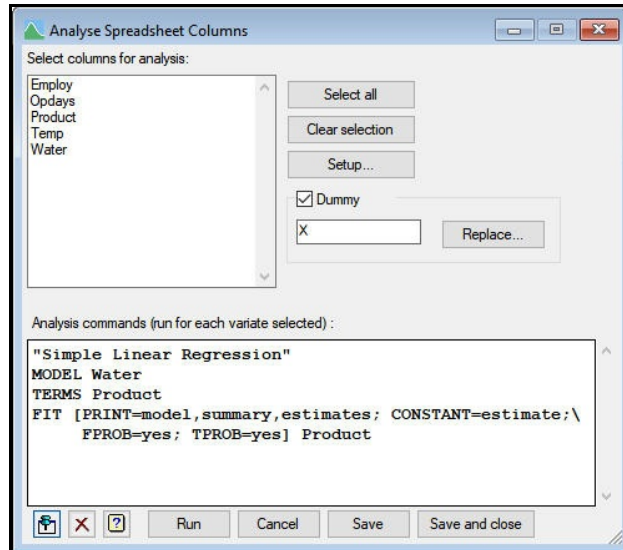 Analyse Spreadsheet Columns
Select columns for analysis:
Employ
Opdays
Product
Temp
Water
Select all
Clear selection
Setup...
Dummy
X
Replace...
Analysis commands (run for each variate selected) :
"Simple Linear Regression"
MODEL Water
TERMS Product
FIT [PRINT=model,summary,estimates; CONSTANT=estimate;\
FPROB=yes; TPROB=yes] Product
Run
Cancel
Save
Save and close